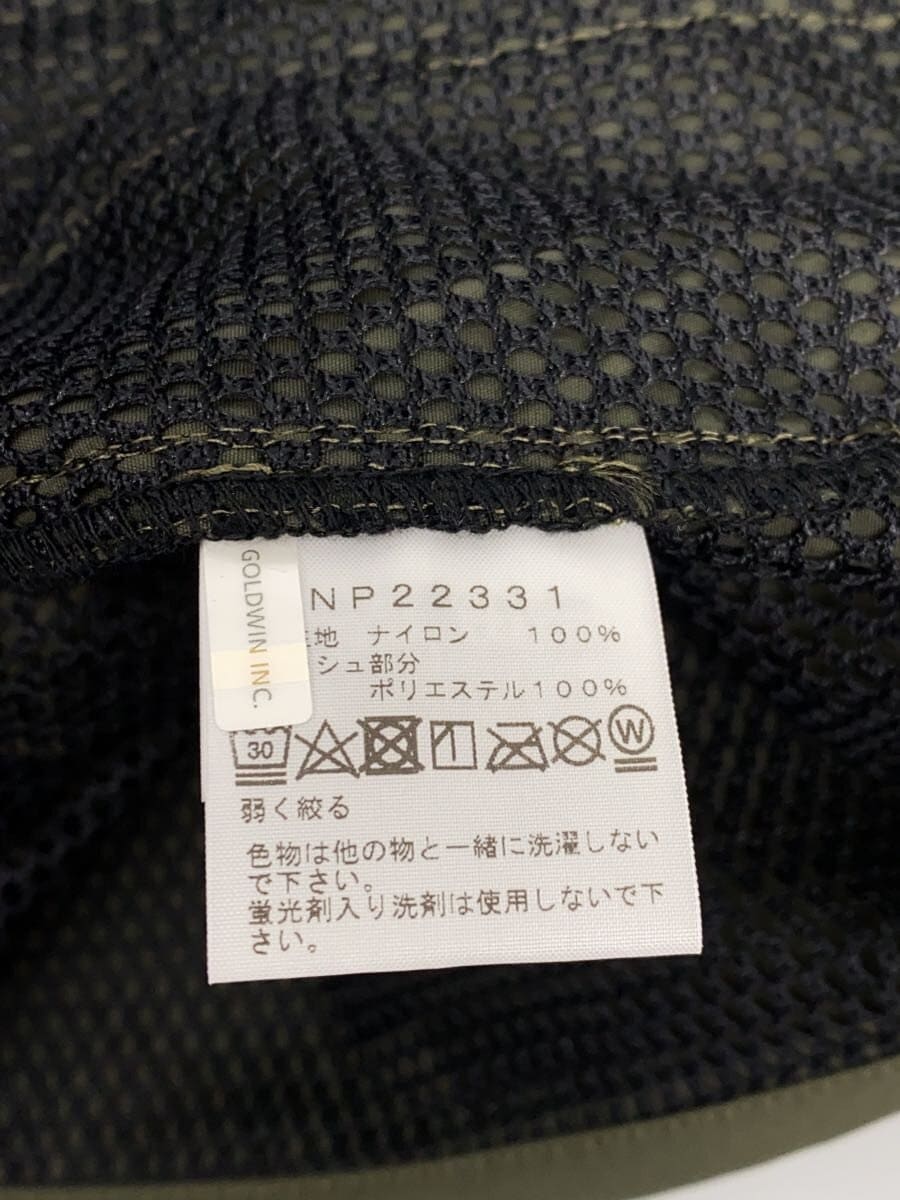 GOLDWIN INC.
NP22331
地 ナイロン 100%
シュ部分
ポリエステル100%
30
W
弱く絞る
色物は他の物と一緒に洗濯しない
で下さい。
蛍光剤入り洗剤は使用しないで下
さい。